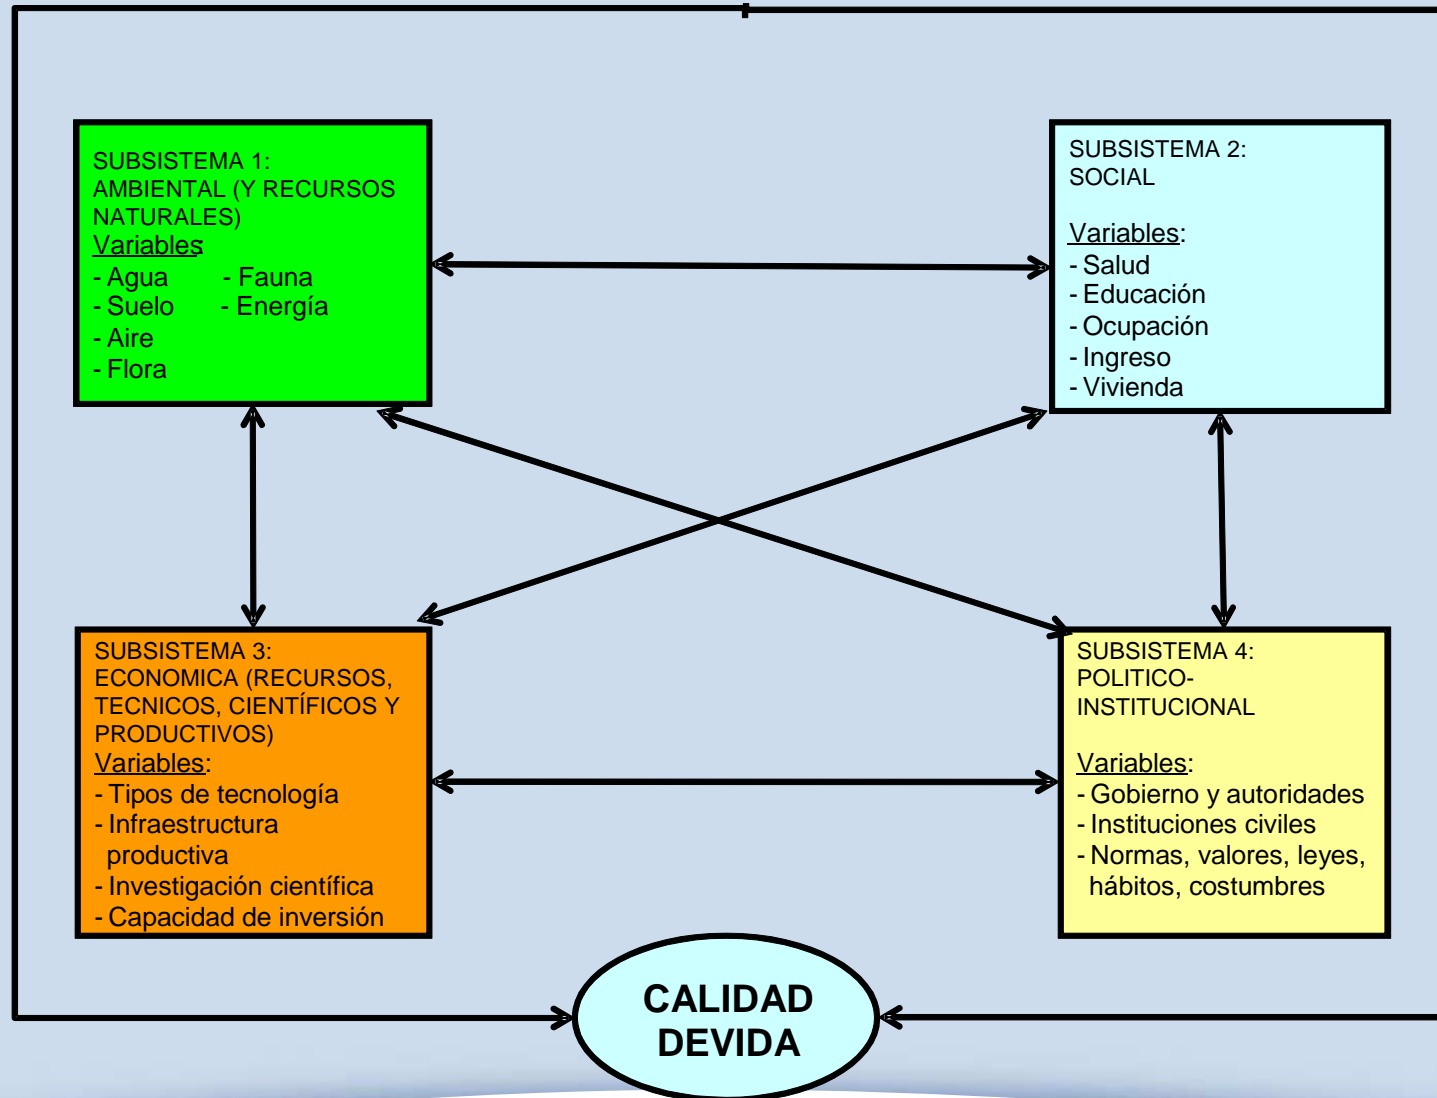 SUBSISTEMA 1:
AMBIENTAL (Y RECURSOS
NATURALES)
Variables:
- Agua - Fauna
- Suelo - Energía
- Aire
- Flora
SUBSISTEMA 2:
SOCIAL
Variables:
- Salud
- Educación
- Ocupación
- Ingreso
- Vivienda
SUBSISTEMA 3:
ECONOMICA (RECURSOS,
TECNICOS, CIENTÍFICOS Y
PRODUCTIVOS)
Variables:
- Tipos de tecnología
- Infraestructura
productiva
- Investigación científica
- Capacidad de inversión
SUBSISTEMA 4:
POLITICO-
INSTITUCIONAL
Variables:
- Gobierno y autoridades
- Instituciones civiles
- Normas, valores, leyes,
hábitos, costumbres
CALIDAD
DEVIDA